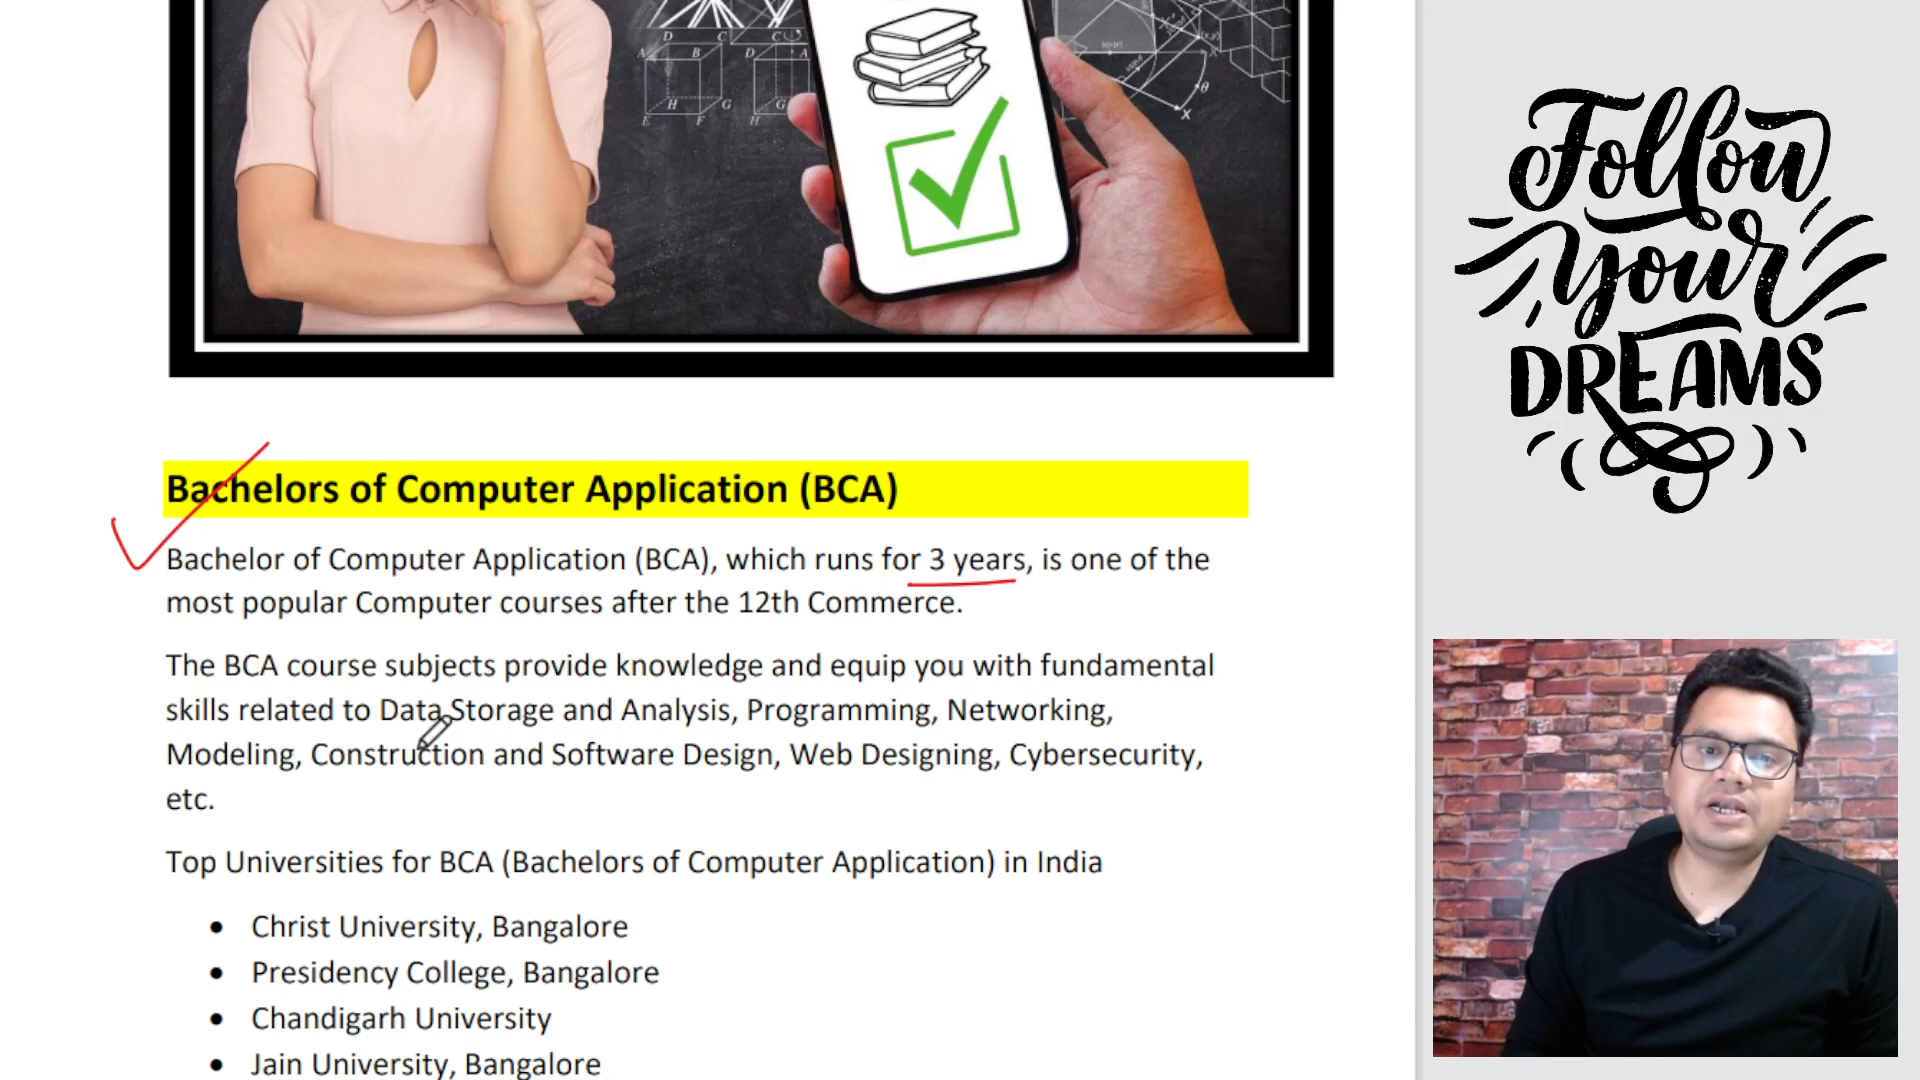 D C C
A B D A
H G G
E F H
θ
X
(x,y)
Follow
Your
DREAMS
Bachelors of Computer Application (BCA)
Bachelor of Computer Application (BCA), which runs for 3 years, is one of the
most popular Computer courses after the 12th Commerce.
The BCA course subjects provide knowledge and equip you with fundamental
skills related to Data Storage and Analysis, Programming, Networking,
Modeling, Construction and Software Design, Web Designing, Cybersecurity,
etc.
Top Universities for BCA (Bachelors of Computer Application) in India
• Christ University, Bangalore
• Presidency College, Bangalore
• Chandigarh University
• Jain University, Bangalore